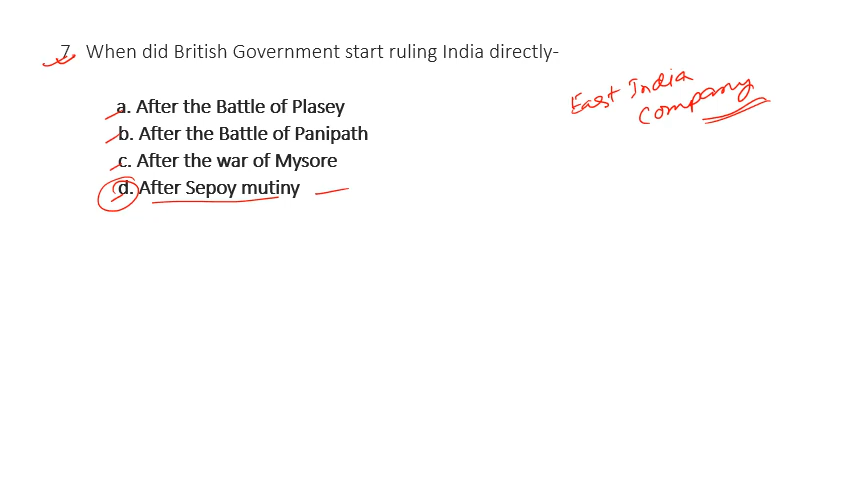 7. When did British Government start ruling India directly-
East India
Company
a. After the Battle of Plasey
b. After the Battle of Panipath
c. After the war of Mysore
d. After Sepoy mutiny